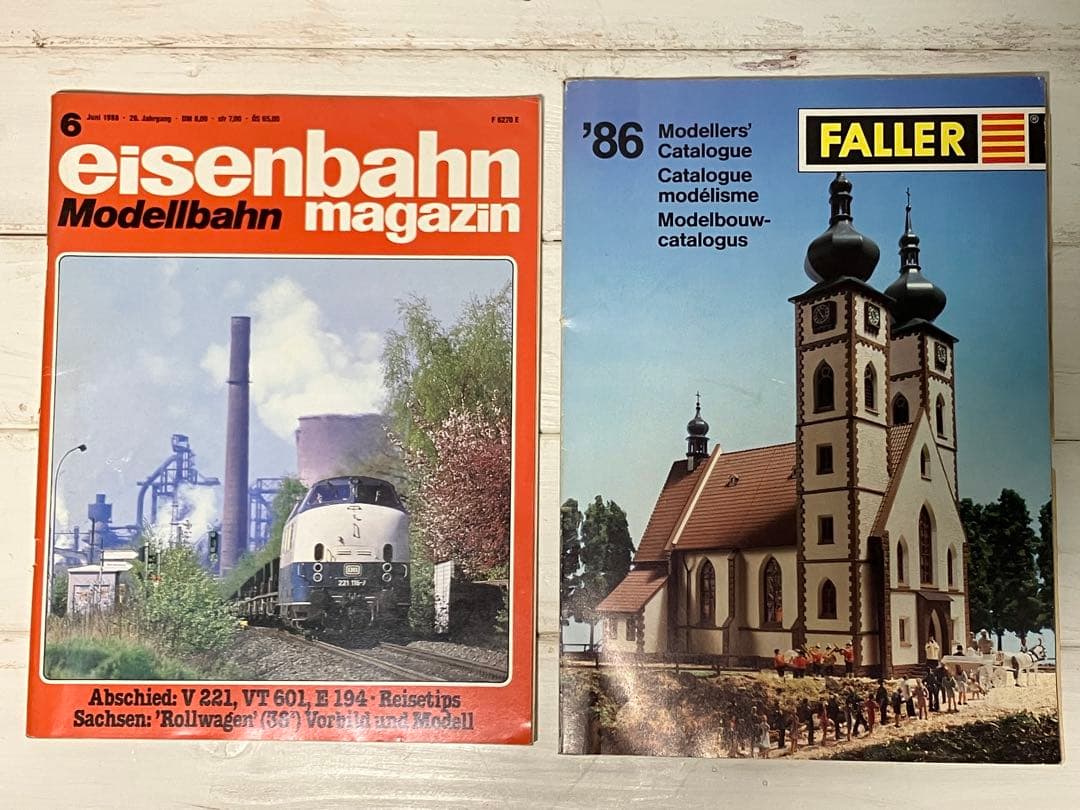 6 Juni 1988 · 26. Jahrgang · DM 8,00 · sfr 7,00 · ÖS 65,00
F 6270 E
eisenbahn
Modellbahn magazin
DB
221 116-7
Abschied: V 221, VT 601, E 194 · Reisetips
Sachsen: 'Rollwagen' (38²) Vorbild und Modell
'86
Modellers'
Catalogue
Catalogue
modélisme
Modelbouw-
catalogus
FALLER ®